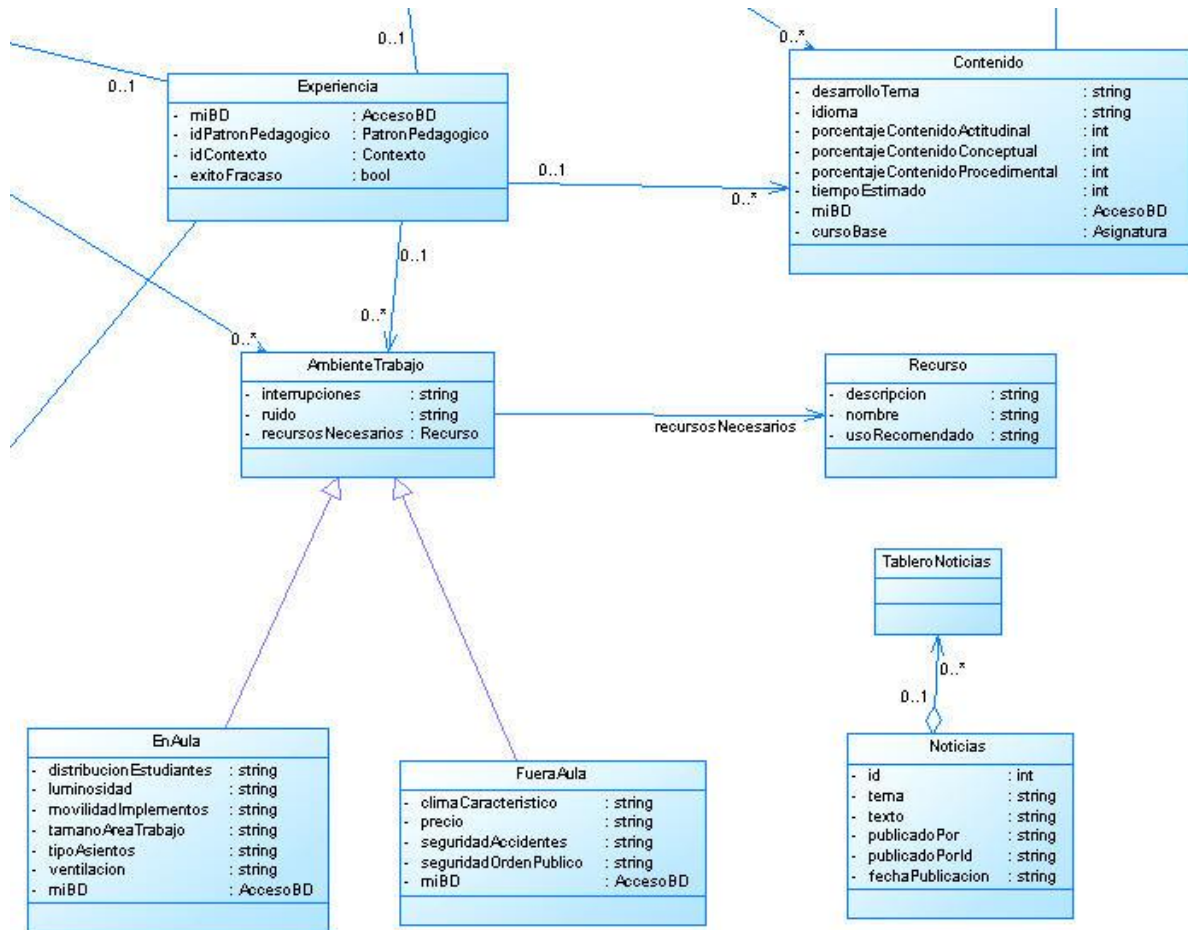 0..1
0..*
0..1
Experiencia
- miBD : AccesoBD
- idPatronPedagogico : PatronPedagogico
- idContexto : Contexto
- exitoFracaso : bool
Contenido
- desarrolloTema : string
- idioma : string
- porcentajeContenidoActitudinal : int
- porcentajeContenidoConceptual : int
- porcentajeContenidoProcedimental : int
- tiempoEstimado : int
- miBD : AccesoBD
- cursoBase : Asignatura
0..1
0..*
0..1
0..*
0..*
AmbienteTrabajo
- interrupciones : string
- ruido : string
- recursosNecesarios : Recurso
recursosNecesarios
Recurso
- descripcion : string
- nombre : string
- usoRecomendado : string
TableroNoticias
0..*
0..1
EnAula
- distribucionEstudiantes : string
- luminosidad : string
- movilidadImplementos : string
- tamanoAreaTrabajo : string
- tipoAsientos : string
- ventilacion : string
- miBD : AccesoBD
FueraAula
- climaCaracteristico : string
- precio : string
- seguridadAccidentes : string
- seguridadOrdenPublico : string
- miBD : AccesoBD
Noticias
- id : int
- tema : string
- texto : string
- publicadoPor : string
- publicadoPorId : string
- fechaPublicacion : string